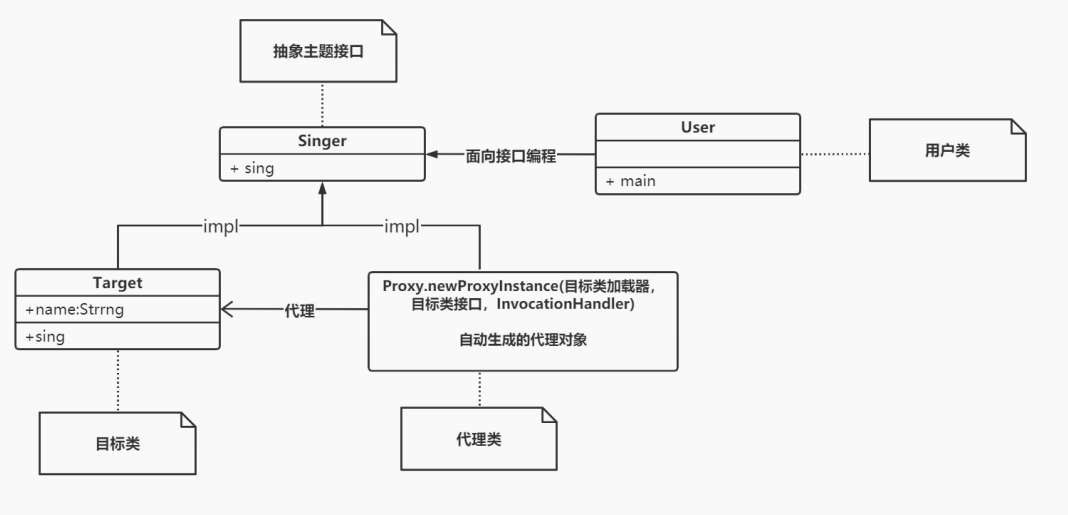 抽象主题接口
Singer
+ sing
面向接口编程
User
+ main
用户类
impl
impl
Target
+name:Strrng
+sing
代理
Proxy.newProxyInstance(目标类加载器,
目标类接口，InvocationHandler)
自动生成的代理对象
目标类
代理类